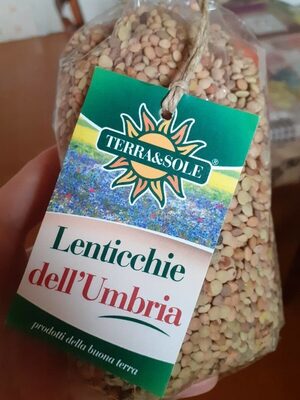 TERRA&SOLE®
Lenticchie
dell'Umbria
prodotti della buona terra